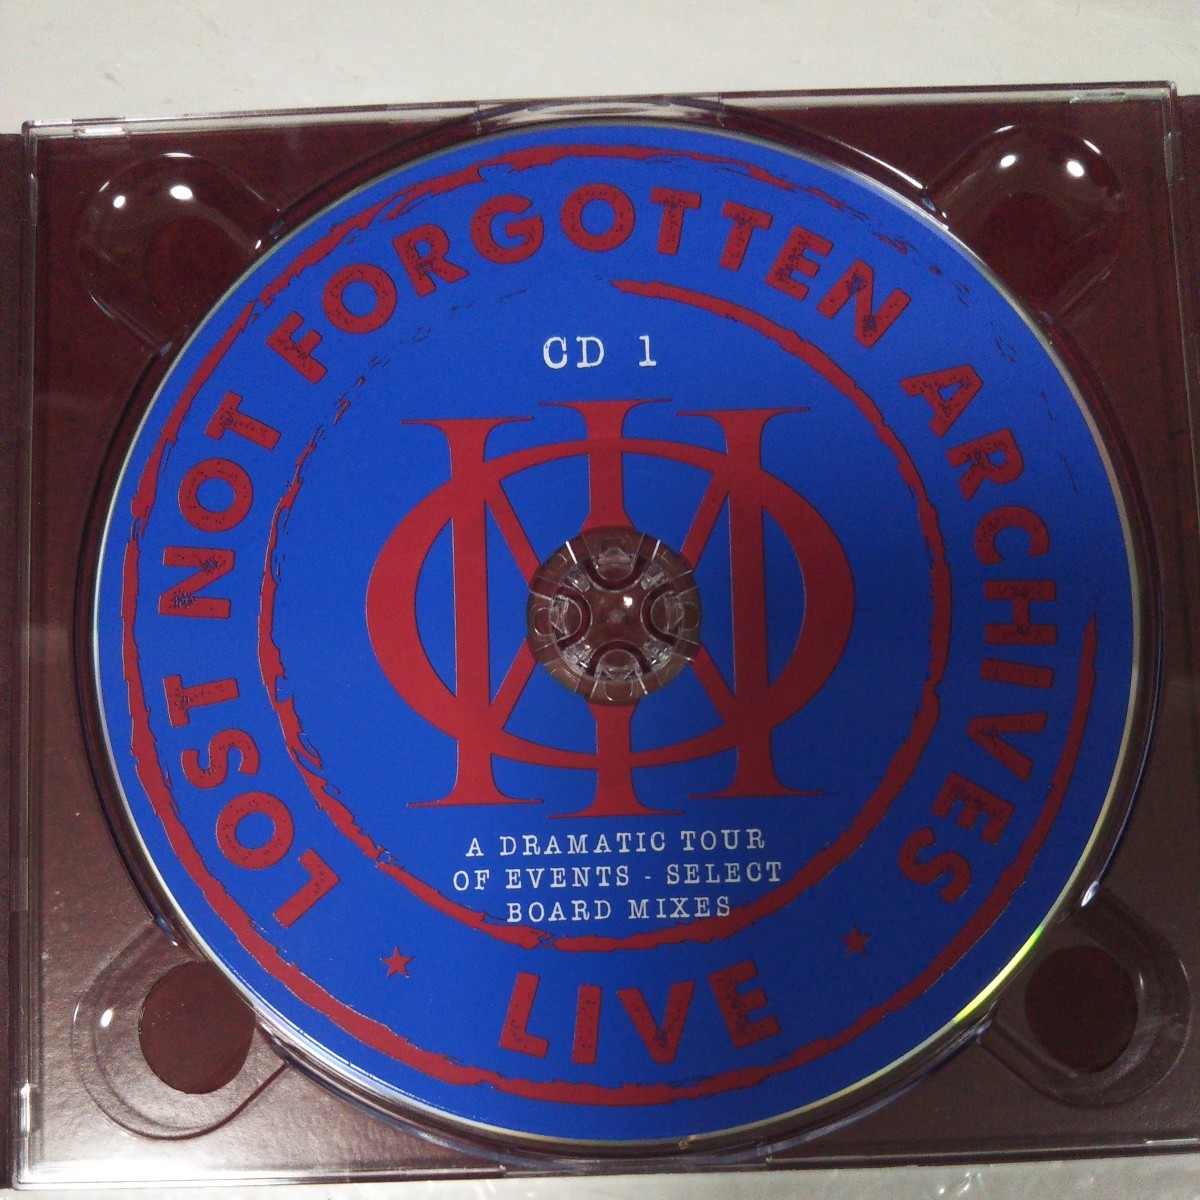 LOST NOT FORGOTTEN ARCHIVES
CD 1
A DRAMATIC TOUR
OF EVENTS - SELECT
BOARD MIXES
LIVE